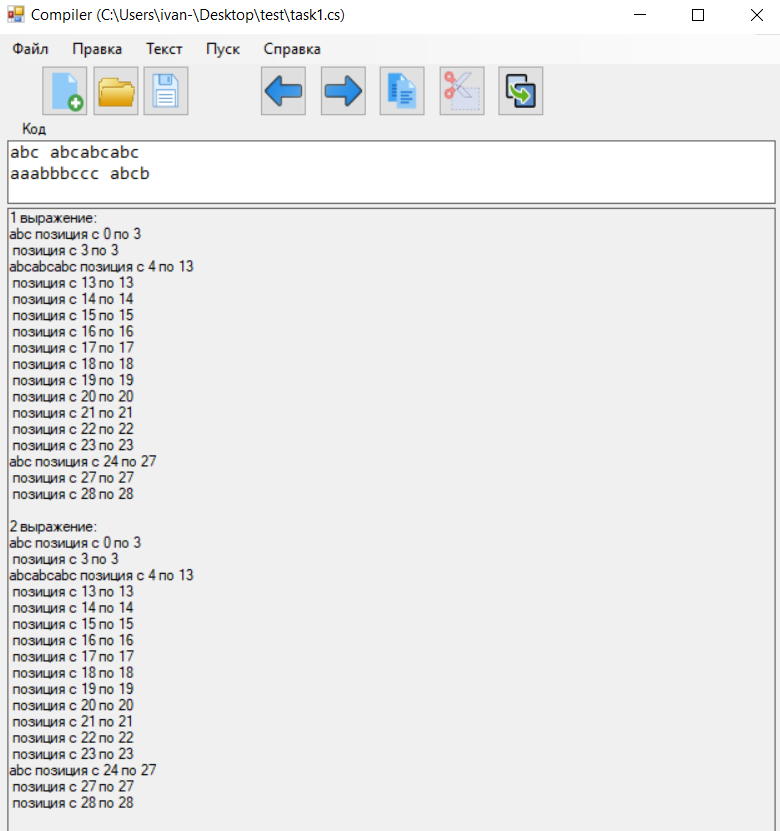 Compiler (C:\Users\ivan-\Desktop\test\task1.cs)
Файл Правка Текст Пуск Справка
Код
abc abcabcabc
aaabbbccc abcb
1 выражение:
abc позиция с 0 по 3
позиция с 3 по 3
abcabcabc позиция с 4 по 13
позиция с 13 по 13
позиция с 14 по 14
позиция с 15 по 15
позиция с 16 по 16
позиция с 17 по 17
позиция с 18 по 18
позиция с 19 по 19
позиция с 20 по 20
позиция с 21 по 21
позиция с 22 по 22
позиция с 23 по 23
abc позиция с 24 по 27
позиция с 27 по 27
позиция с 28 по 28
2 выражение:
abc позиция с 0 по 3
позиция с 3 по 3
abcabcabc позиция с 4 по 13
позиция с 13 по 13
позиция с 14 по 14
позиция с 15 по 15
позиция с 16 по 16
позиция с 17 по 17
позиция с 18 по 18
позиция с 19 по 19
позиция с 20 по 20
позиция с 21 по 21
позиция с 22 по 22
позиция с 23 по 23
abc позиция с 24 по 27
позиция с 27 по 27
позиция с 28 по 28